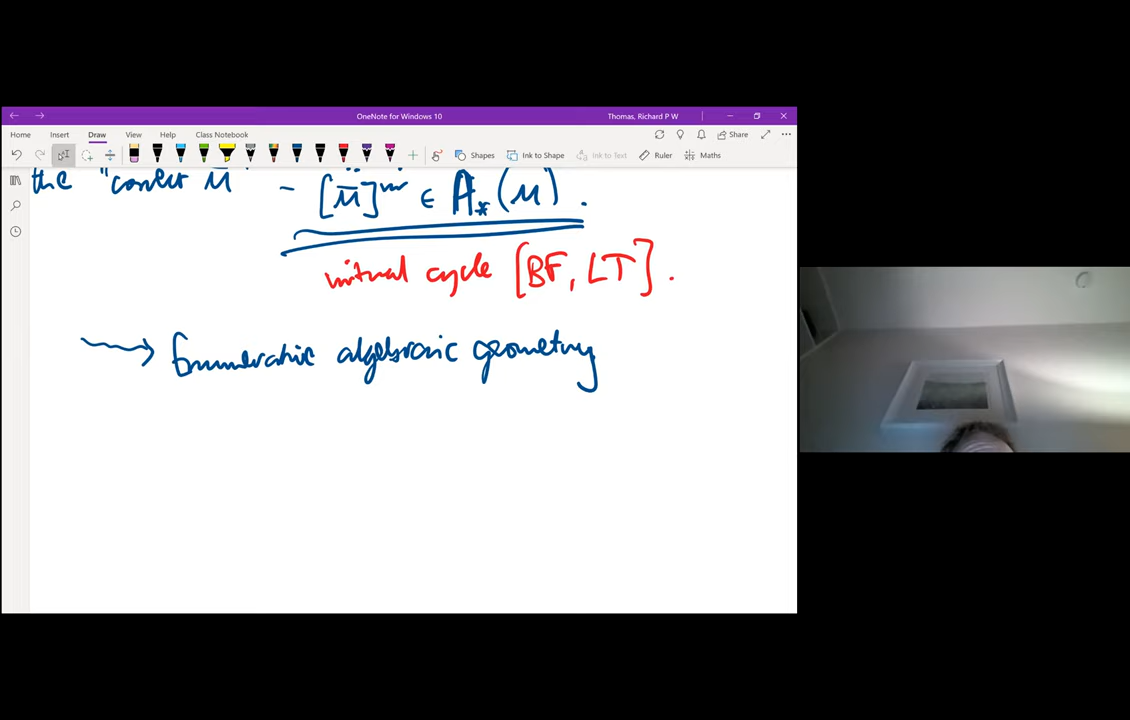 OneNote for Windows 10
Thomas, Richard P W
Home Insert Draw View Help Class Notebook
Share
Shapes Ink to Shape Ink to Text Ruler Maths
the "correct M̄" - [M̄]^vir ∈ A_*(M).
virtual cycle [BF, LT].
⟿ Enumerative algebraic geometry